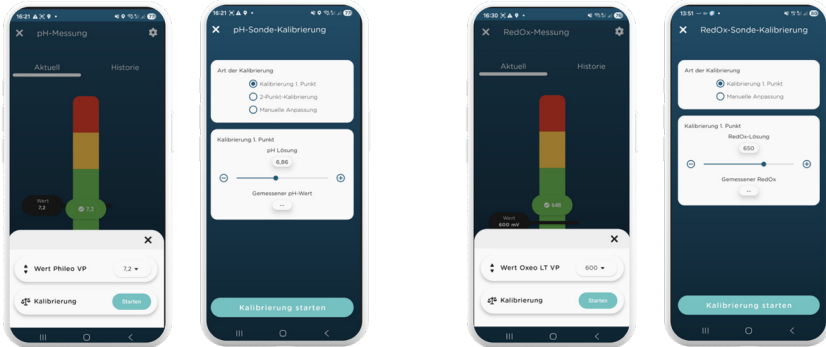 16:21
77
pH-Messung
Aktuell
Historie
Wert
7,2
7,2
Wert Phileo VP
7,2
Kalibrierung
Starten
16:21
77
pH-Sonde-Kalibrierung
Art der Kalibrierung
Kalibrierung 1. Punkt
2-Punkt-Kalibrierung
Manuelle Anpassung
Kalibrierung 1. Punkt
pH Lösung
6,86
Gemessener pH-Wert
--
Kalibrierung starten
16:30
RedOx-Messung
Aktuell
Historie
648
Wert
600 mV
Wert Oxeo LT VP
600
Kalibrierung
Starten
13:51
RedOx-Sonde-Kalibrierung
Art der Kalibrierung
Kalibrierung 1. Punkt
Manuelle Anpassung
Kalibrierung 1. Punkt
RedOx-Lösung
650
Gemessener RedOx
--
Kalibrierung starten